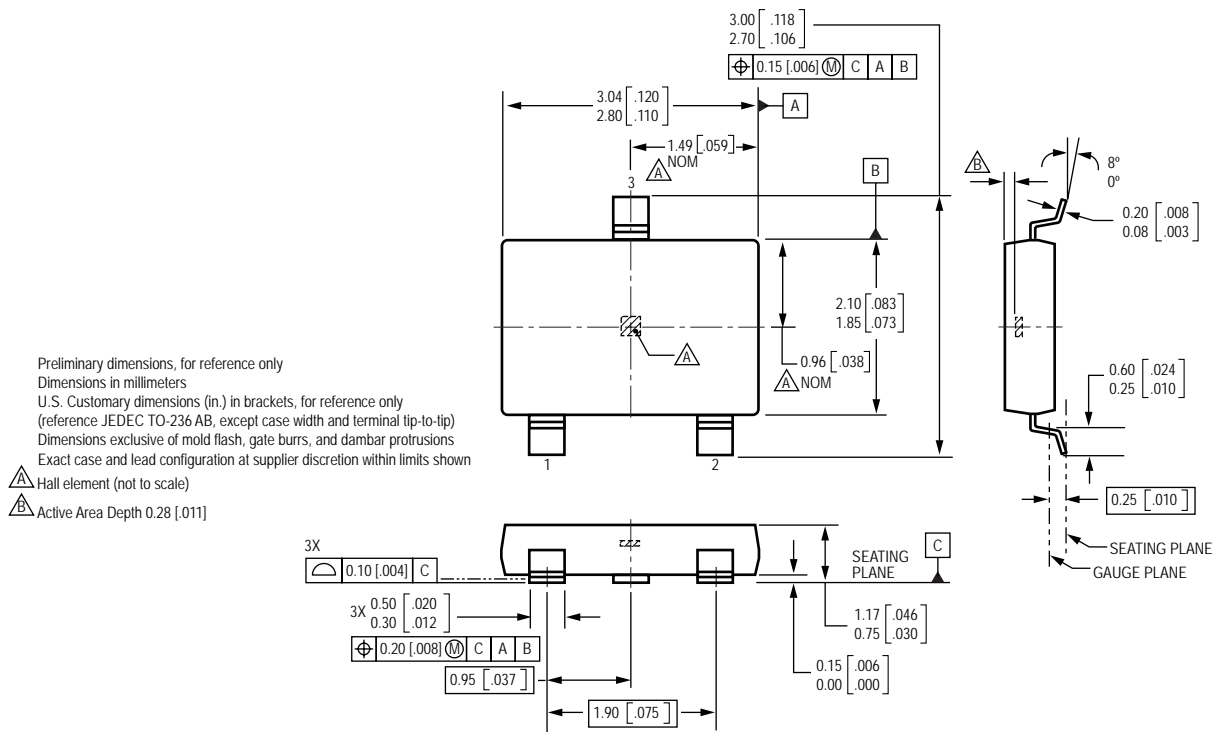 3.00 [ .118
2.70 [ .106 ]
⌖ 0.15 [.006] Ⓜ C A B
3.04 [ .120
2.80 [ .110 ]
A
1.49 [.059]
NOM
A
3
B
B
8º
0º
0.20 [ .008
0.08 [ .003 ]
2.10 [ .083
1.85 [ .073 ]
A
0.96 [.038]
A NOM
0.60 [ .024
0.25 [ .010 ]
1
2
0.25 [.010]
SEATING PLANE
GAUGE PLANE
Preliminary dimensions, for reference only
Dimensions in millimeters
U.S. Customary dimensions (in.) in brackets, for reference only
(reference JEDEC TO-236 AB, except case width and terminal tip-to-tip)
Dimensions exclusive of mold flash, gate burrs, and dambar protrusions
Exact case and lead configuration at supplier discretion within limits shown
A Hall element (not to scale)
B Active Area Depth 0.28 [.011]
3X
⌓ 0.10 [.004] C
SEATING
PLANE
C
3X 0.50 [ .020
0.30 [ .012 ]
⌖ 0.20 [.008] Ⓜ C A B
1.17 [ .046
0.75 [ .030 ]
0.15 [ .006
0.00 [ .000 ]
0.95 [.037]
1.90 [.075]